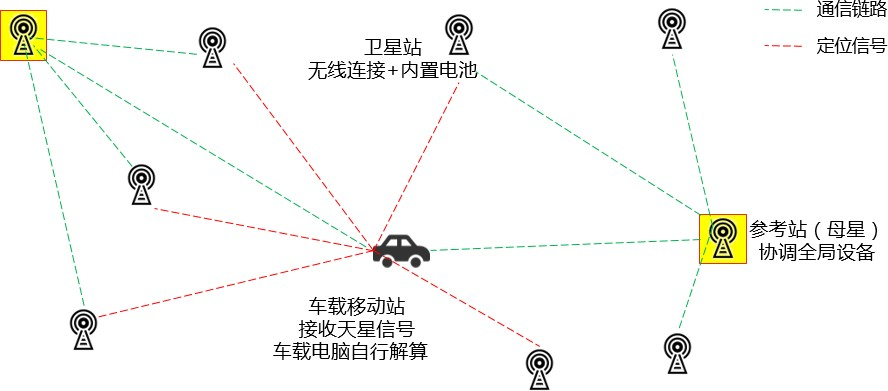 通信链路
定位信号
卫星站
无线连接+内置电池
参考站（母星）
协调全局设备
车载移动站
接收天星信号
车载电脑自行解算